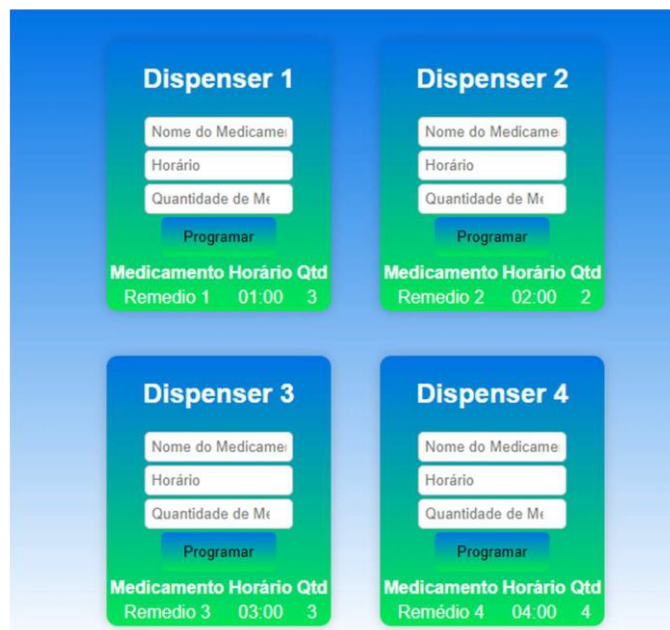 Dispenser 1
Nome do Medicame
Horário
Quantidade de Me
Programar
Medicamento Horário Qtd
Remedio 1 01:00 3
Dispenser 2
Nome do Medicame
Horário
Quantidade de Me
Programar
Medicamento Horário Qtd
Remedio 2 02:00 2
Dispenser 3
Nome do Medicame
Horário
Quantidade de Me
Programar
Medicamento Horário Qtd
Remedio 3 03:00 3
Dispenser 4
Nome do Medicame
Horário
Quantidade de Me
Programar
Medicamento Horário Qtd
Remédio 4 04:00 4